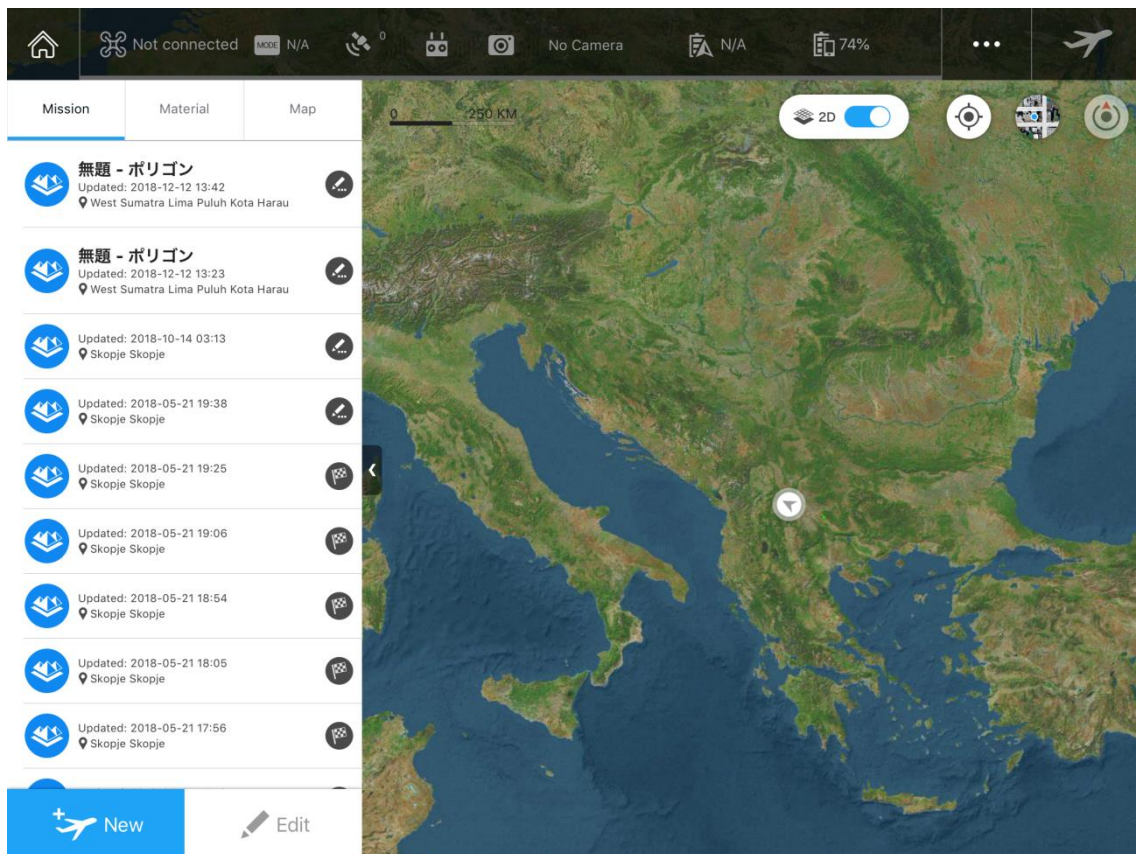 Not connected
MODE N/A
0
No Camera
N/A
74%
Mission
Material
Map
0 250 KM
2D
無題 - ポリゴン
Updated: 2018-12-12 13:42
West Sumatra Lima Puluh Kota Harau
無題 - ポリゴン
Updated: 2018-12-12 13:23
West Sumatra Lima Puluh Kota Harau
Updated: 2018-10-14 03:13
Skopje Skopje
Updated: 2018-05-21 19:38
Skopje Skopje
Updated: 2018-05-21 19:25
Skopje Skopje
Updated: 2018-05-21 19:06
Skopje Skopje
Updated: 2018-05-21 18:54
Skopje Skopje
Updated: 2018-05-21 18:05
Skopje Skopje
Updated: 2018-05-21 17:56
Skopje Skopje
New
Edit